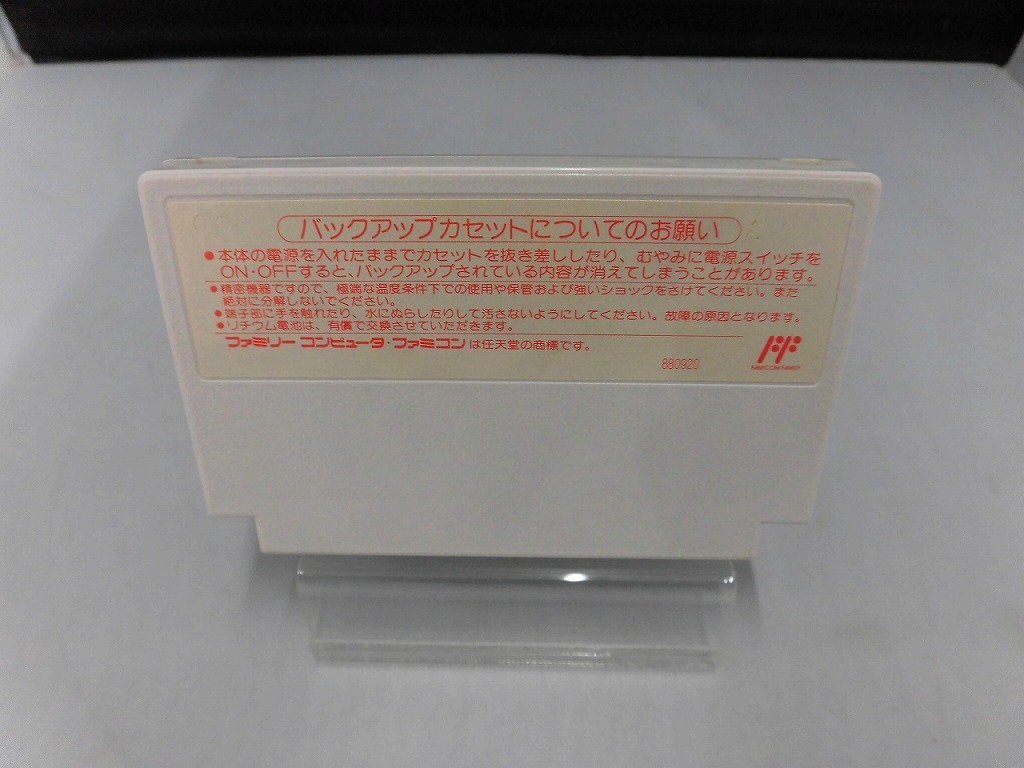 バックアップカセットについてのお願い
●本体の電源を入れたままでカセットを抜き差ししたり、むやみに電源スイッチを
ON・OFFすると、バックアップされている内容が消えてしまうことがあります。
●精密機器ですので、極端な温度条件下での使用や保管および強いショックをさけてください。また
絶対に分解しないでください。
●端子部に手を触れたり、水にぬらしたりして汚さないようにしてください。故障の原因となります。
●リチウム電池は、有償で交換させていただきます。
ファミリー コンピュータ・ファミコンは任天堂の商標です。
880920
FF
FAMICOM FAMILY